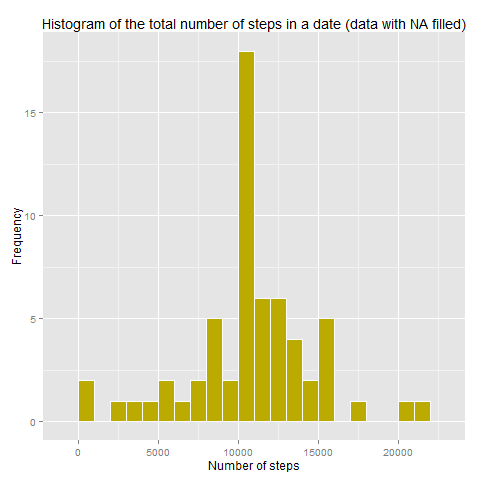 Histogram of the total number of steps in a date (data with NA filled)
Frequency
15
10
5
0
0 5000 10000 15000 20000
Number of steps